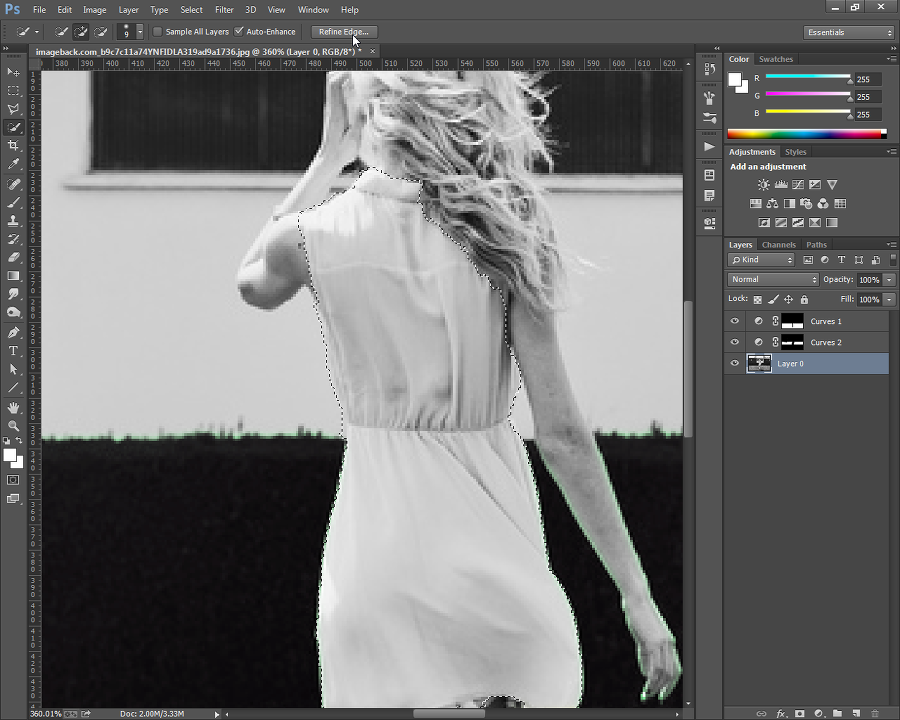 Ps File Edit Image Layer Type Select Filter 3D View Window Help
9 Sample All Layers Auto-Enhance Refine Edge... Essentials
imageback.com_b9c7c11a74YNFIDLA319ad9a1736.jpg @ 360% (Layer 0, RGB/8*) * ×
380 390 400 410 420 430 440 450 460 470 480 490 500 510 520 530 540 550 560 570 580 590 600 610 620
Color Swatches
R 255
G 255
B 255
Adjustments Styles
Add an adjustment
Layers Channels Paths
Kind
Normal Opacity: 100%
Lock: Fill: 100%
Curves 1
Curves 2
Layer 0
360.01% Doc: 2.00M/3.33M